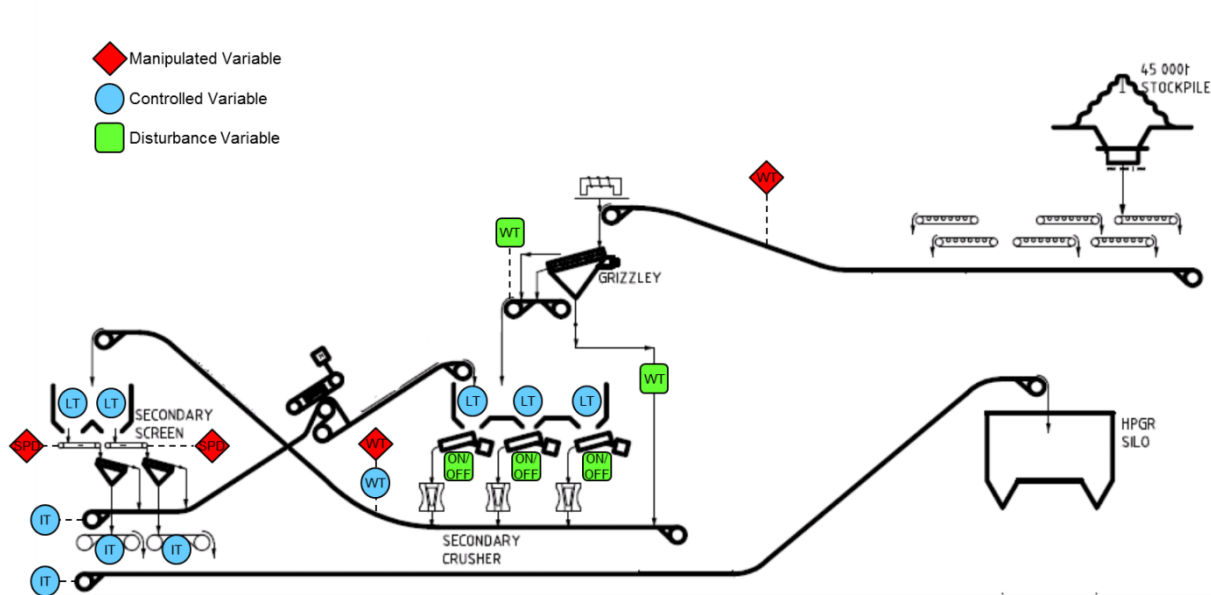 Manipulated Variable
Controlled Variable
Disturbance Variable
45 000t
STOCKPILE
WT
WT
GRIZZLEY
WT
LT
LT
LT
LT
LT
SECONDARY
SCREEN
SPD
SPD
WT
WT
ON/
OFF
ON/
OFF
ON/
OFF
HPGR
SILO
IT
IT
IT
SECONDARY
CRUSHER
IT